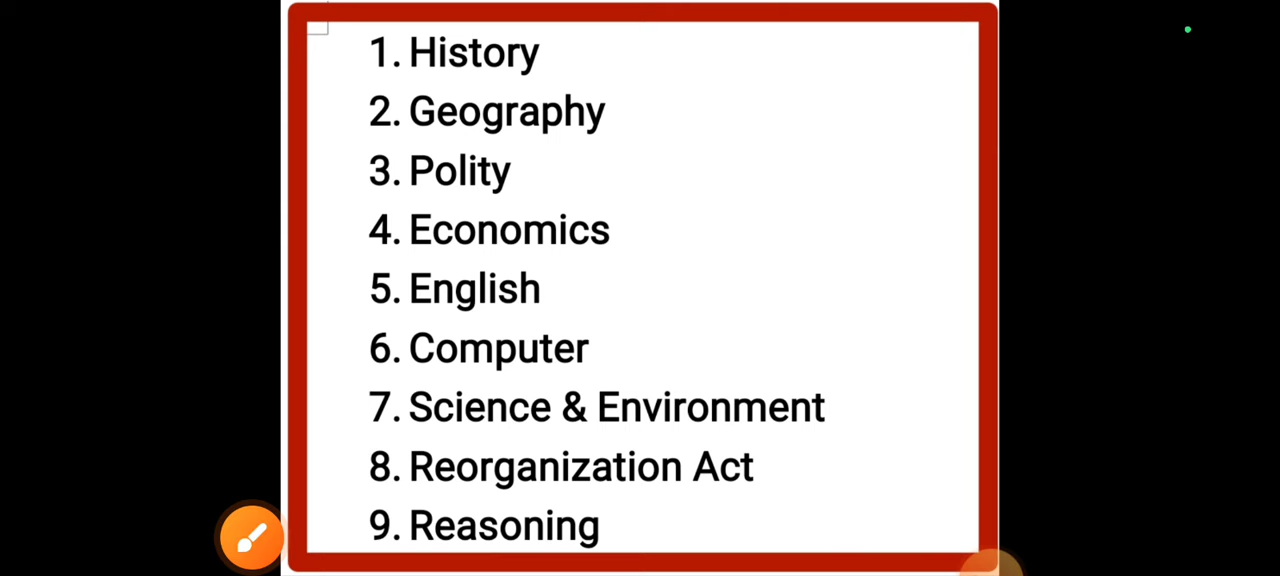 1. History
2. Geography
3. Polity
4. Economics
5. English
6. Computer
7. Science & Environment
8. Reorganization Act
9. Reasoning